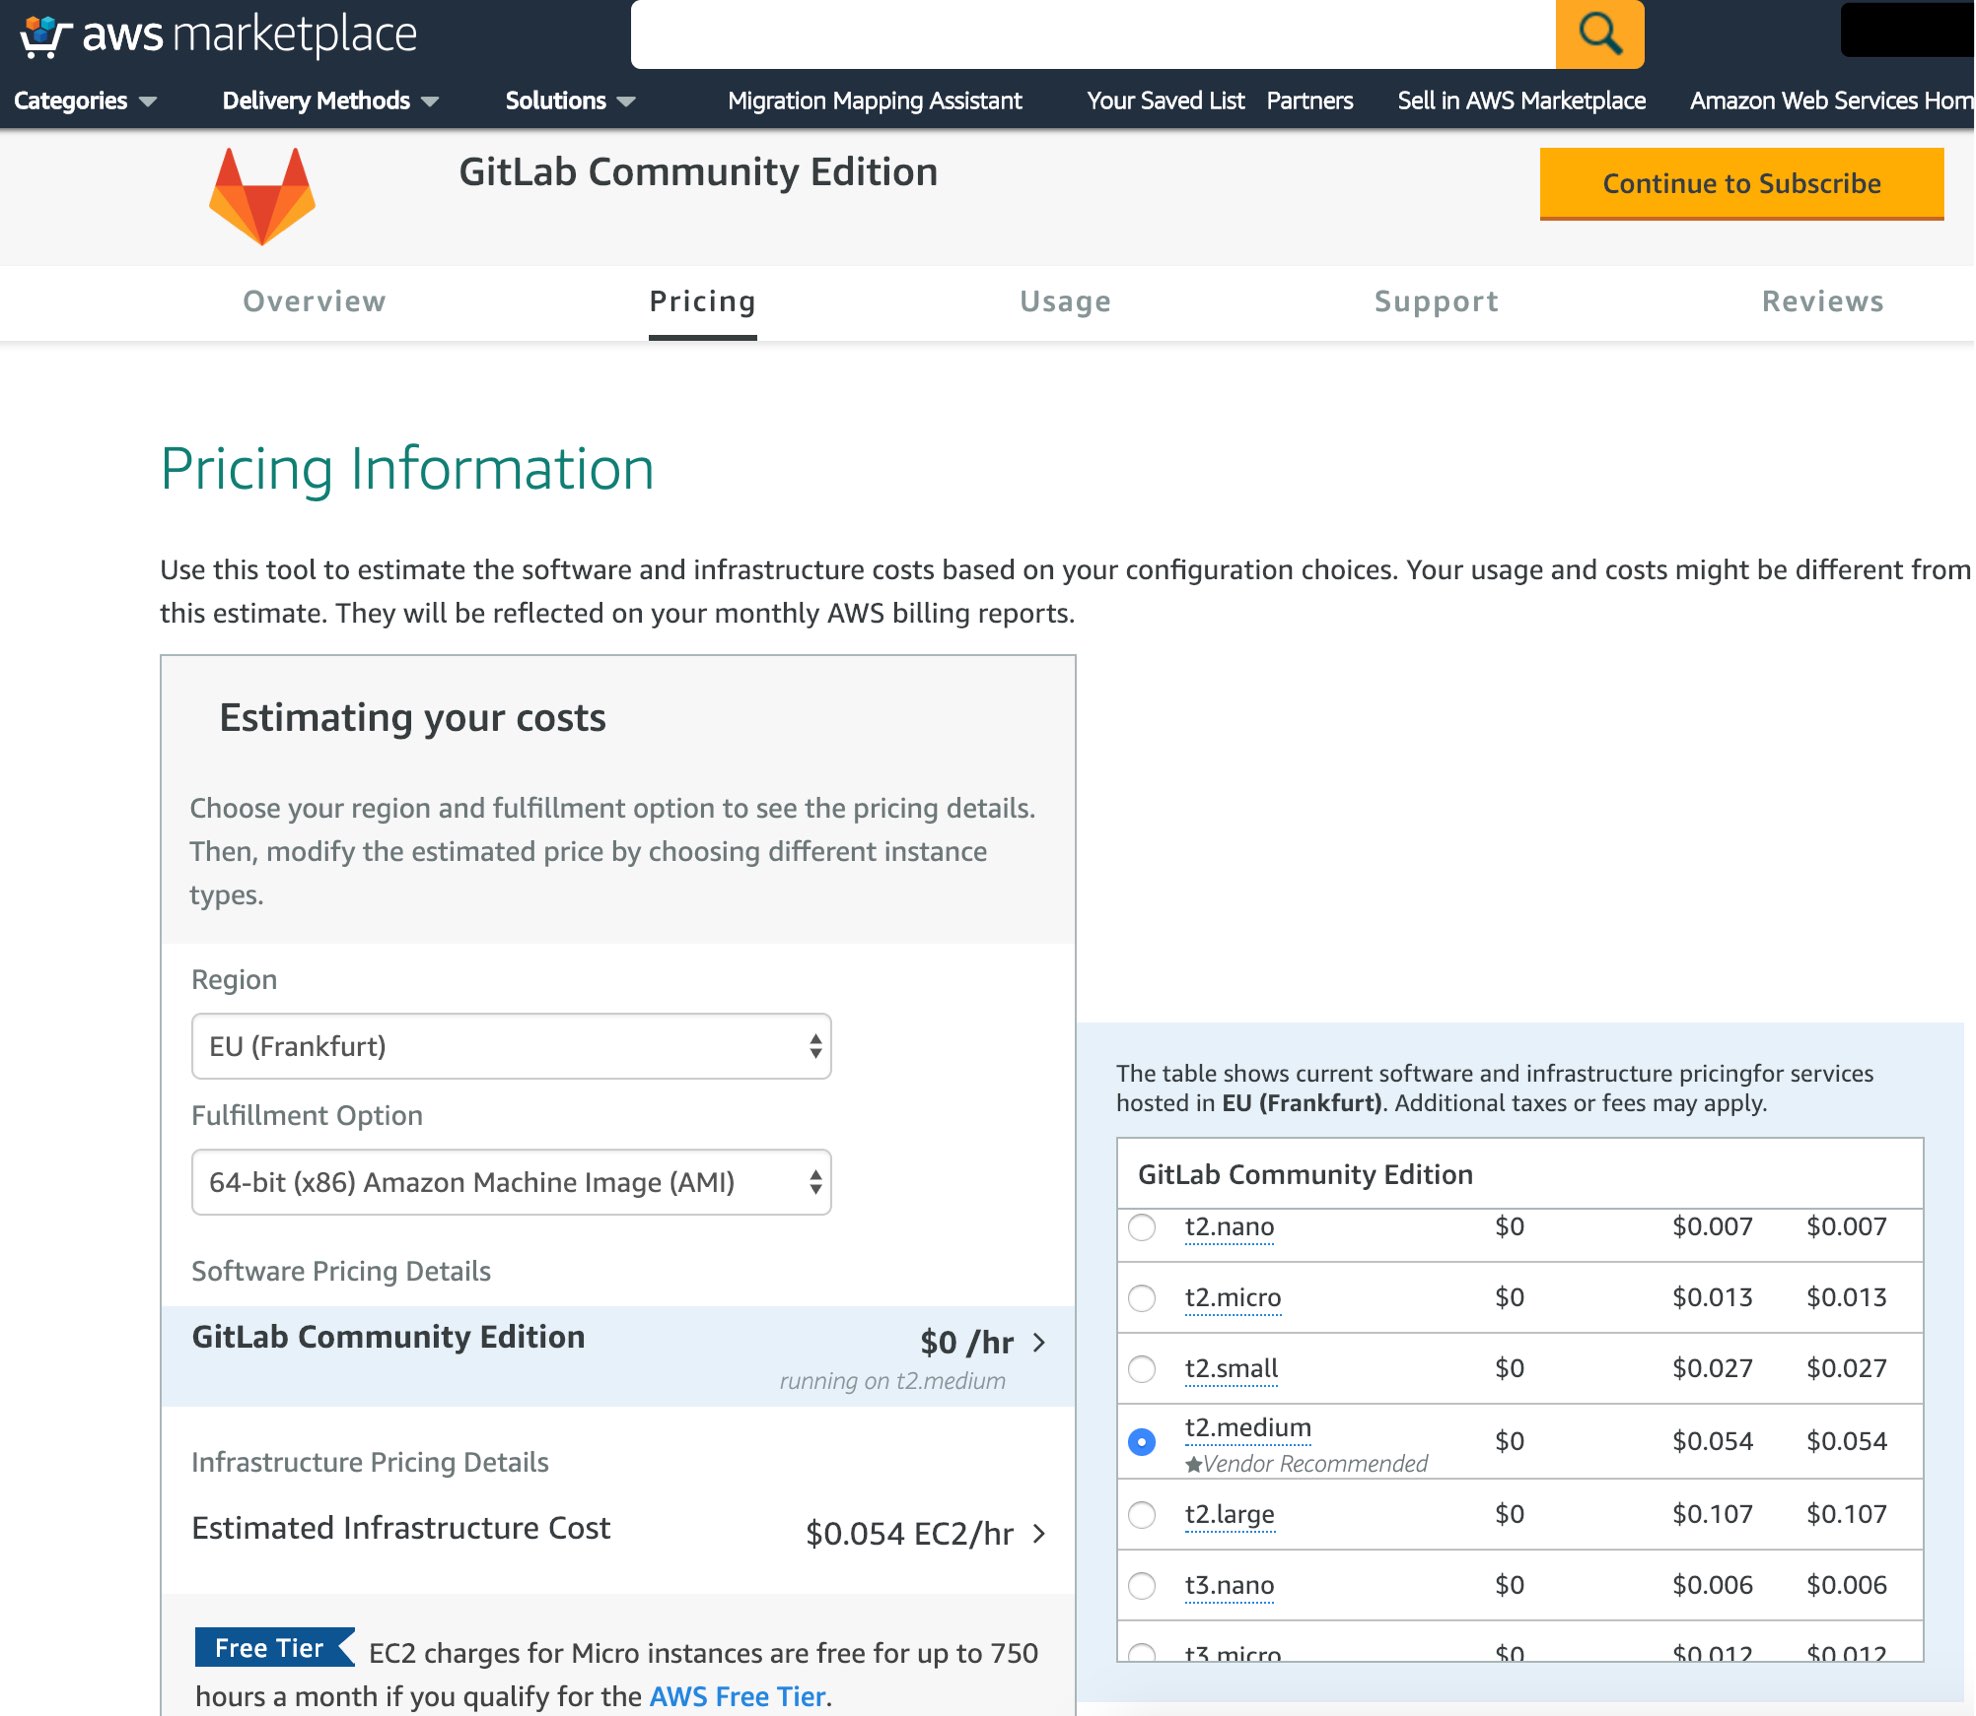 aws marketplace
Categories Delivery Methods Solutions Migration Mapping Assistant Your Saved List Partners Sell in AWS Marketplace Amazon Web Services Hom
GitLab Community Edition
Continue to Subscribe
Overview Pricing Usage Support Reviews
Pricing Information
Use this tool to estimate the software and infrastructure costs based on your configuration choices. Your usage and costs might be different from
this estimate. They will be reflected on your monthly AWS billing reports.
Estimating your costs
Choose your region and fulfillment option to see the pricing details.
Then, modify the estimated price by choosing different instance
types.
Region
EU (Frankfurt)
Fulfillment Option
64-bit (x86) Amazon Machine Image (AMI)
Software Pricing Details
GitLab Community Edition $0 /hr
running on t2.medium
Infrastructure Pricing Details
Estimated Infrastructure Cost $0.054 EC2/hr
Free Tier EC2 charges for Micro instances are free for up to 750
hours a month if you qualify for the AWS Free Tier.
The table shows current software and infrastructure pricingfor services
hosted in EU (Frankfurt). Additional taxes or fees may apply.
GitLab Community Edition
t2.nano $0 $0.007 $0.007
t2.micro $0 $0.013 $0.013
t2.small $0 $0.027 $0.027
t2.medium $0 $0.054 $0.054
★Vendor Recommended
t2.large $0 $0.107 $0.107
t3.nano $0 $0.006 $0.006
t3.micro $0 $0.012 $0.012